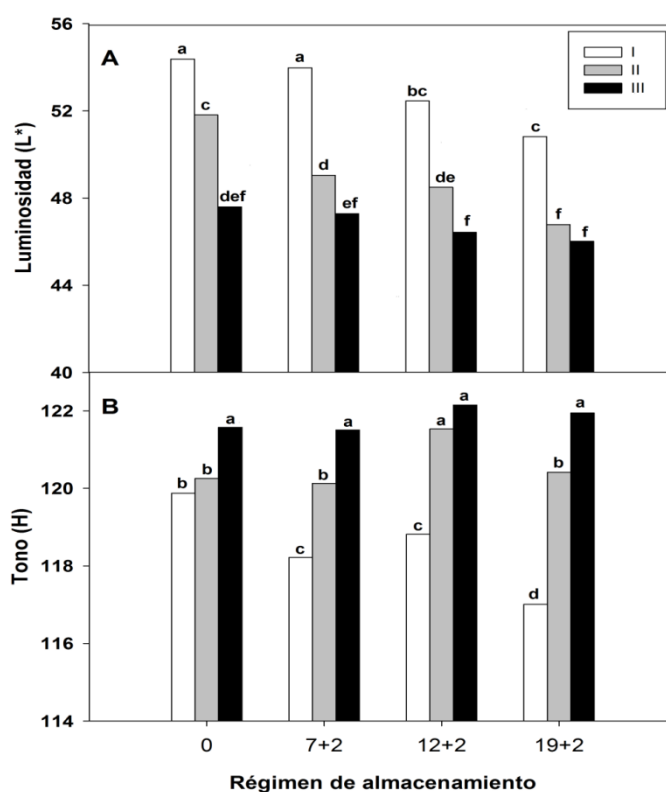 56
A
a
a
bc
c
I
II
III
52
c
d
de
f
48
def
ef
f
f
44
40
Luminosidad (L*)
B
122
a
a
a
a
a
120
b
b
b
b
118
c
c
d
116
114
Tono (H)
0 7+2 12+2 19+2
Régimen de almacenamiento